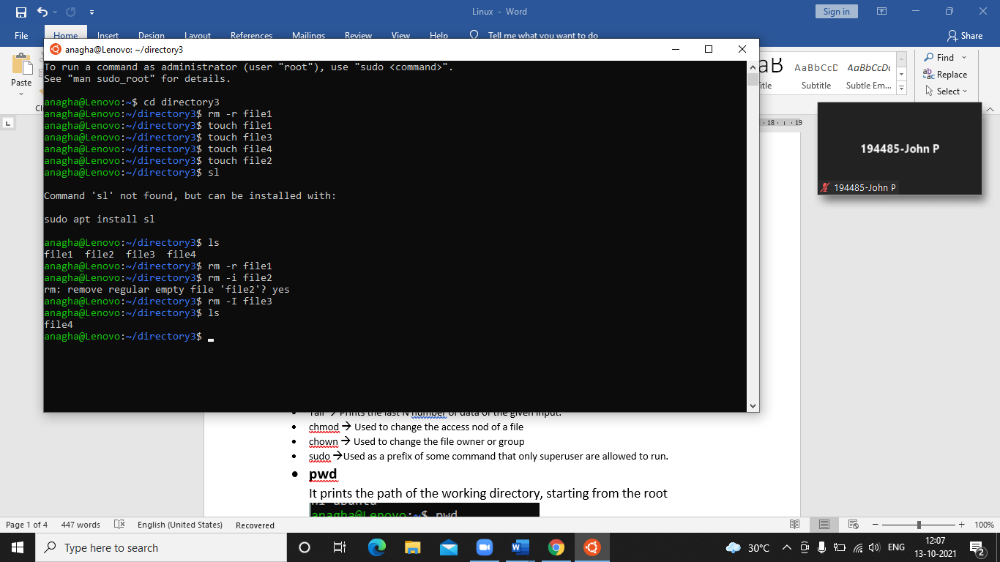 Linux - Word
Sign in
File Home Insert Design Layout References Mailings Review View Help Tell me what you want to do
Share
anagha@Lenovo: ~/directory3
Paste
Find
Replace
Select
AaBbCcD AaBbCcDc
Subtitle Subtle Em...
To run a command as administrator (user "root"), use "sudo <command>".
See "man sudo_root" for details.
anagha@Lenovo:~$ cd directory3
anagha@Lenovo:~/directory3$ rm -r file1
anagha@Lenovo:~/directory3$ touch file1
anagha@Lenovo:~/directory3$ touch file3
anagha@Lenovo:~/directory3$ touch file4
anagha@Lenovo:~/directory3$ touch file2
anagha@Lenovo:~/directory3$ sl
Command 'sl' not found, but can be installed with:
sudo apt install sl
anagha@Lenovo:~/directory3$ ls
file1 file2 file3 file4
anagha@Lenovo:~/directory3$ rm -r file1
anagha@Lenovo:~/directory3$ rm -i file2
rm: remove regular empty file 'file2'? yes
anagha@Lenovo:~/directory3$ rm -I file3
anagha@Lenovo:~/directory3$ ls
file4
anagha@Lenovo:~/directory3$
18 19
194485-John P
194485-John P
Tail → Prints the last N number of data of the given input.
• chmod → Used to change the access nod of a file
• chown → Used to change the file owner or group
• sudo →Used as a prefix of some command that only superuser are allowed to run.
• pwd
It prints the path of the working directory, starting from the root
anagha@Lenovo:~$ pwd
Page 1 of 4 447 words English (United States) Recovered
100%
Type here to search
30°C ENG 12:07
13-10-2021
2